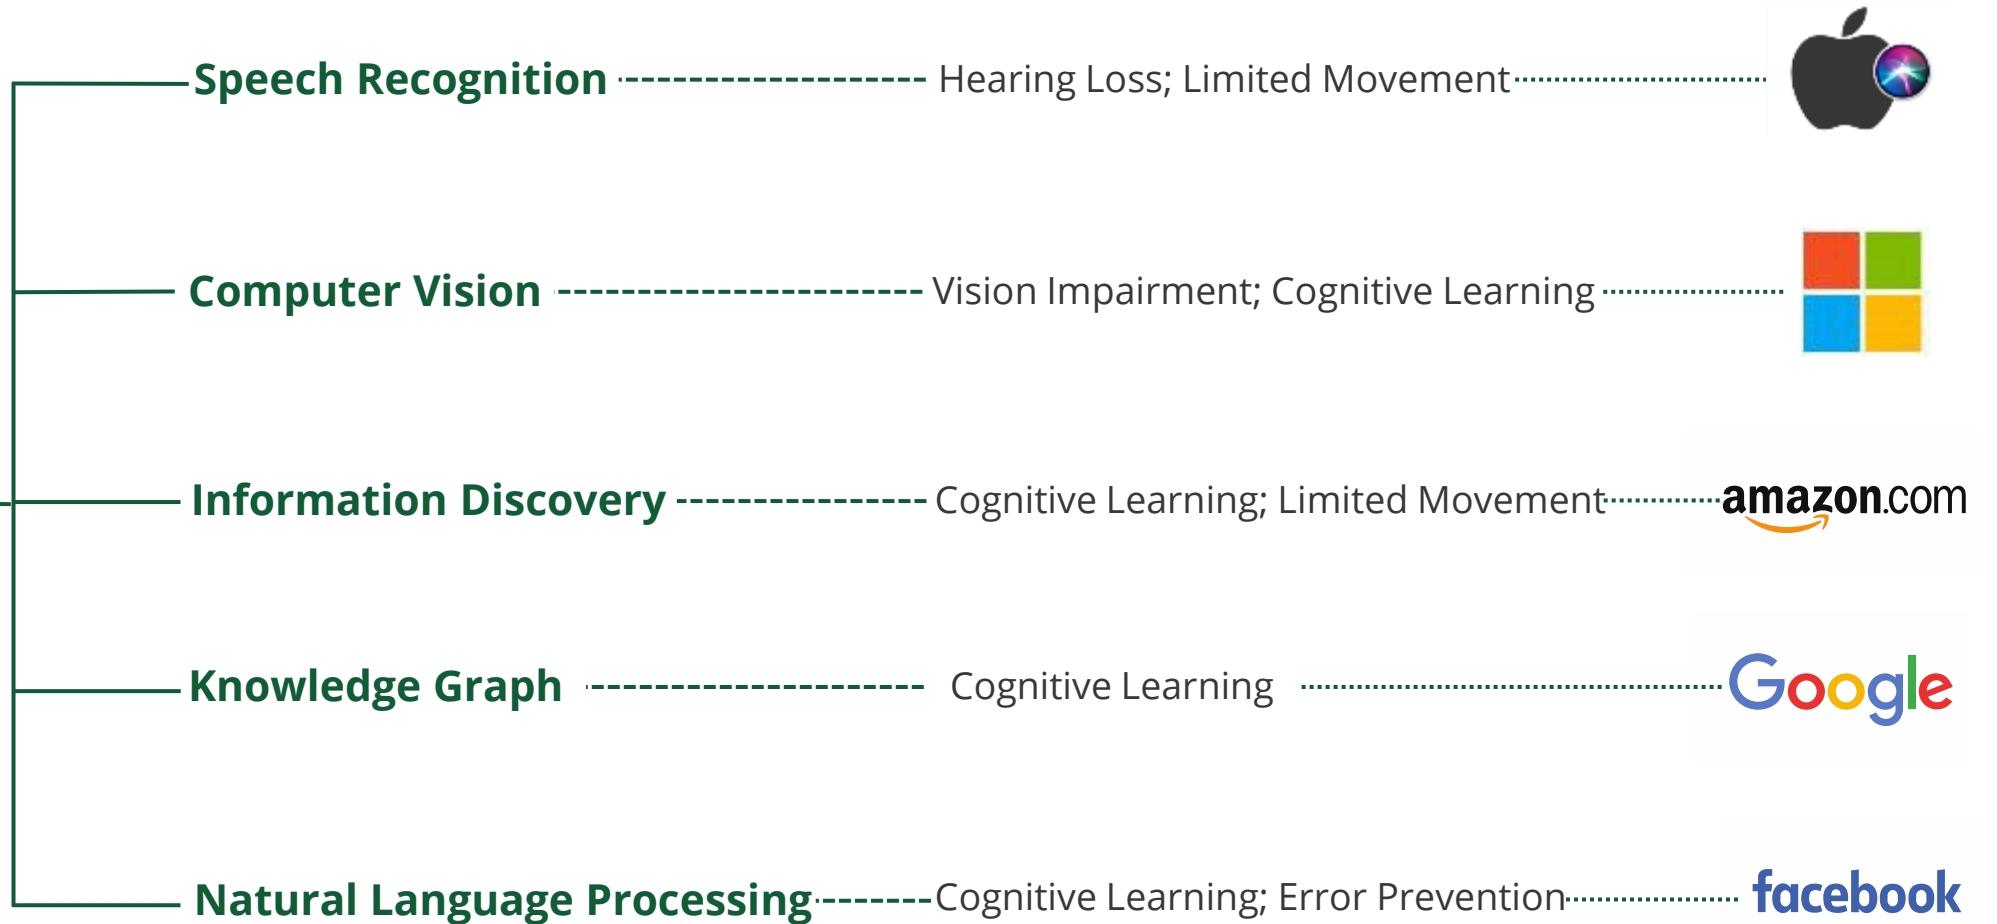 Speech Recognition Hearing Loss; Limited Movement
Computer Vision Vision Impairment; Cognitive Learning
Information Discovery Cognitive Learning; Limited Movement amazon.com
Knowledge Graph Cognitive Learning Google
Natural Language Processing Cognitive Learning; Error Prevention facebook